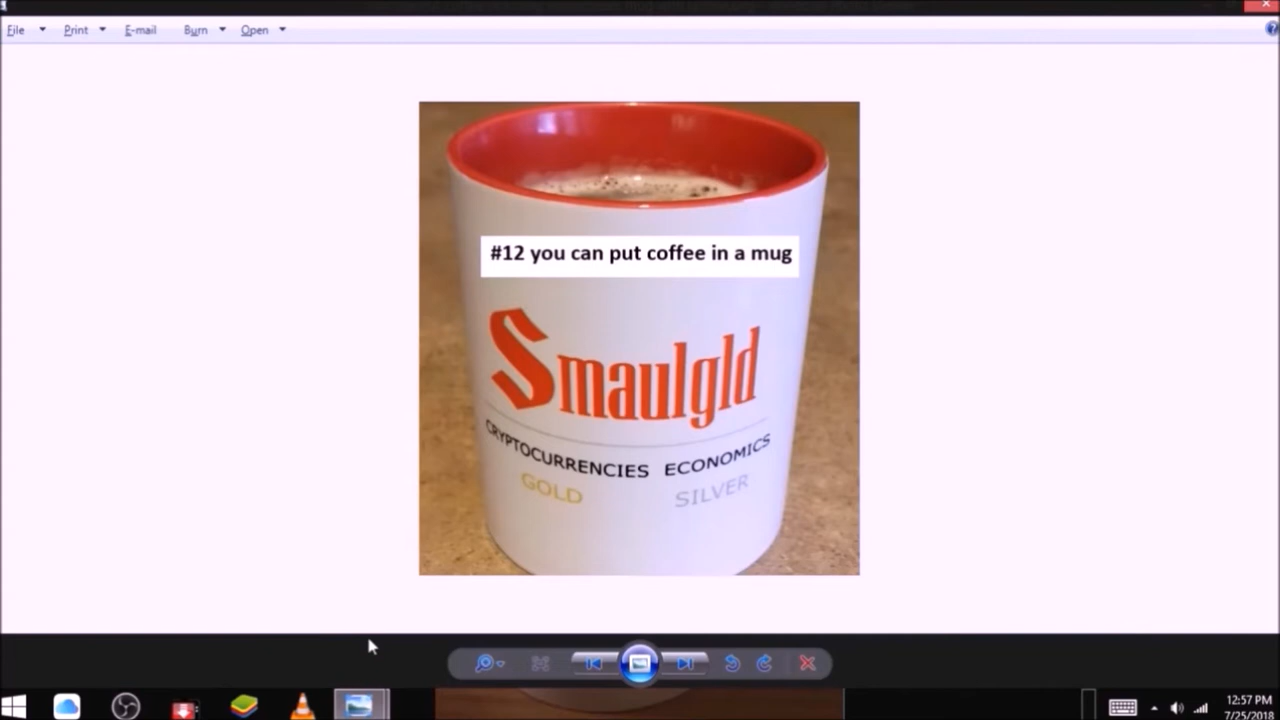 File Print E-mail Burn Open
#12 you can put coffee in a mug
Smaulgld
CRYPTOCURRENCIES ECONOMICS
GOLD SILVER
12:57 PM
7/25/2018